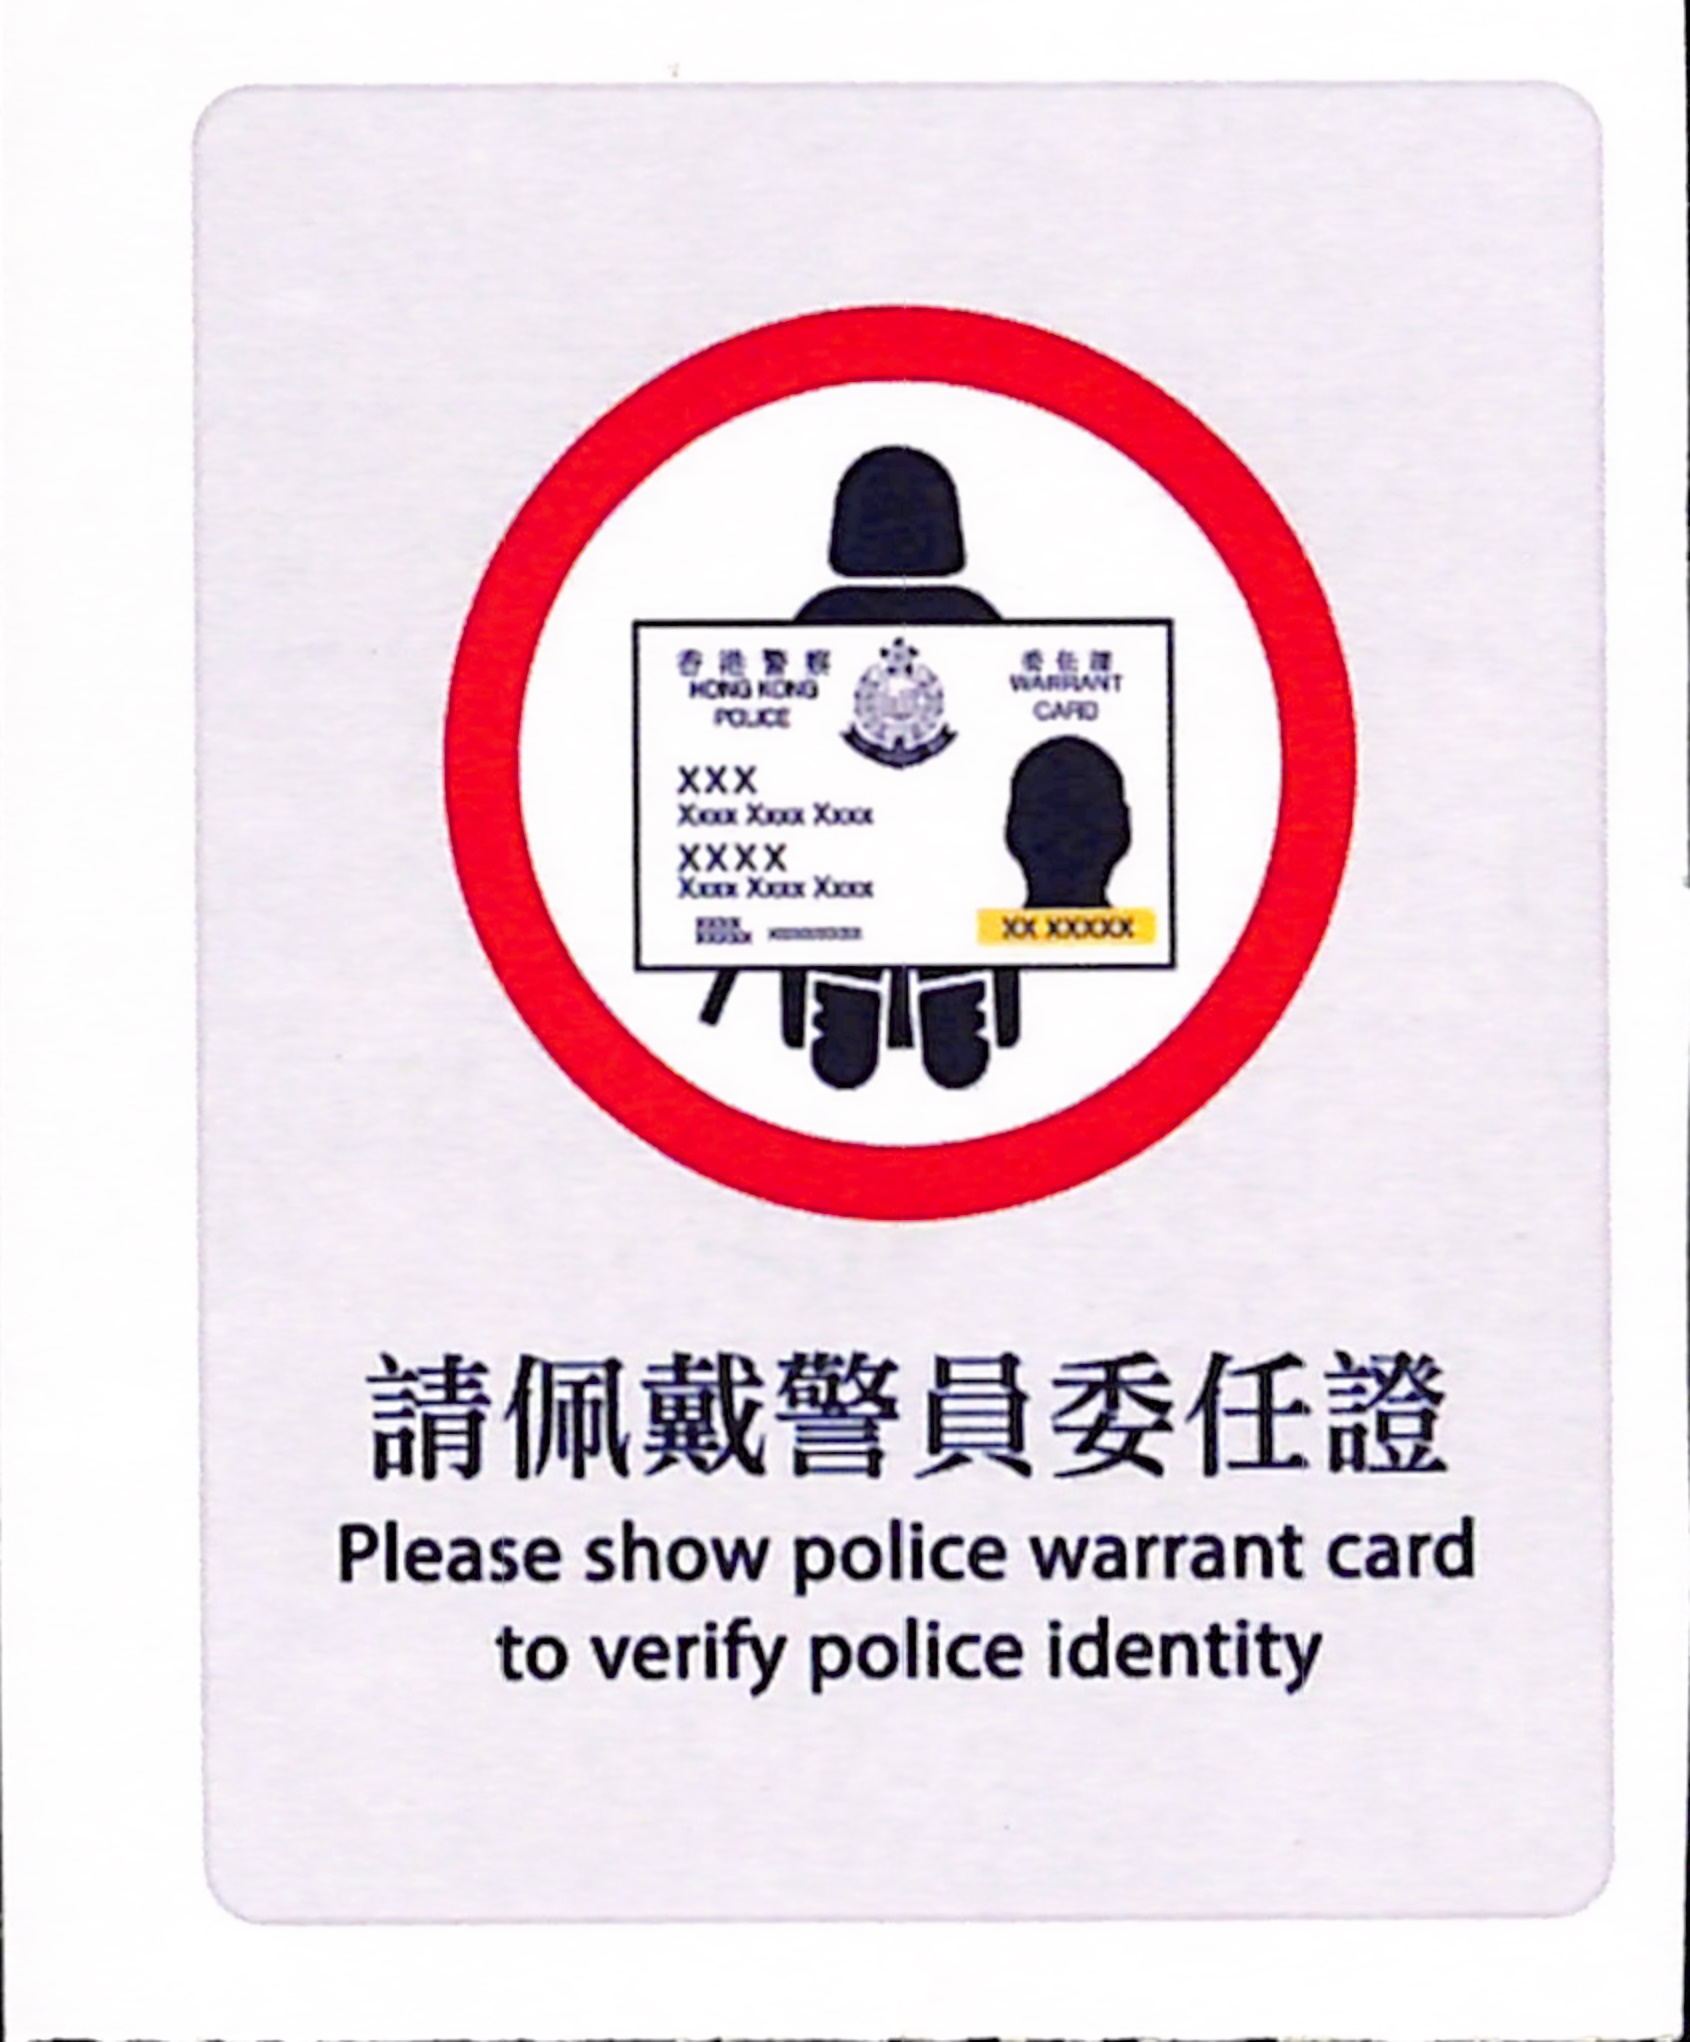 香港警察
HONG KONG
POLICE
委任證
WARRANT
CARD
XXX
Xxxx Xxxx Xxxx
XXXX
Xxxx Xxxx Xxxx
XX XXXXX
請佩戴警員委任證
Please show police warrant card
to verify police identity